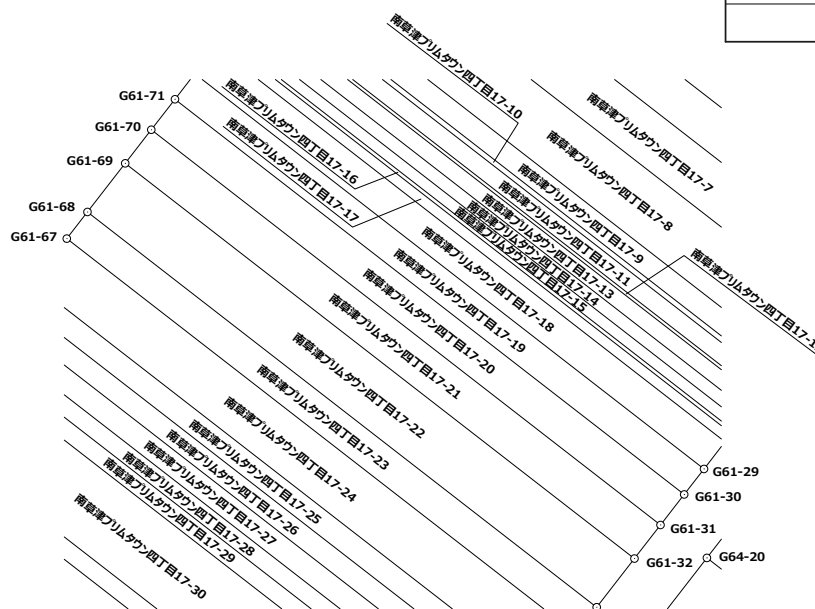 南草津プリムタウン四丁目17-10
南草津プリムタウン四丁目17-7
南草津プリムタウン四丁目17-8
南草津プリムタウン四丁目17-9
南草津プリムタウン四丁目17-11
南草津プリムタウン四丁目17-13
南草津プリムタウン四丁目17-14
南草津プリムタウン四丁目17-15
南草津プリムタウン四丁目17-16
南草津プリムタウン四丁目17-17
南草津プリムタウン四丁目17-18
南草津プリムタウン四丁目17-19
南草津プリムタウン四丁目17-20
南草津プリムタウン四丁目17-21
南草津プリムタウン四丁目17-22
南草津プリムタウン四丁目17-23
南草津プリムタウン四丁目17-24
南草津プリムタウン四丁目17-25
南草津プリムタウン四丁目17-26
南草津プリムタウン四丁目17-27
南草津プリムタウン四丁目17-28
南草津プリムタウン四丁目17-29
南草津プリムタウン四丁目17-30
G61-71
G61-70
G61-69
G61-68
G61-67
G61-29
G61-30
G61-31
G61-32
G64-20